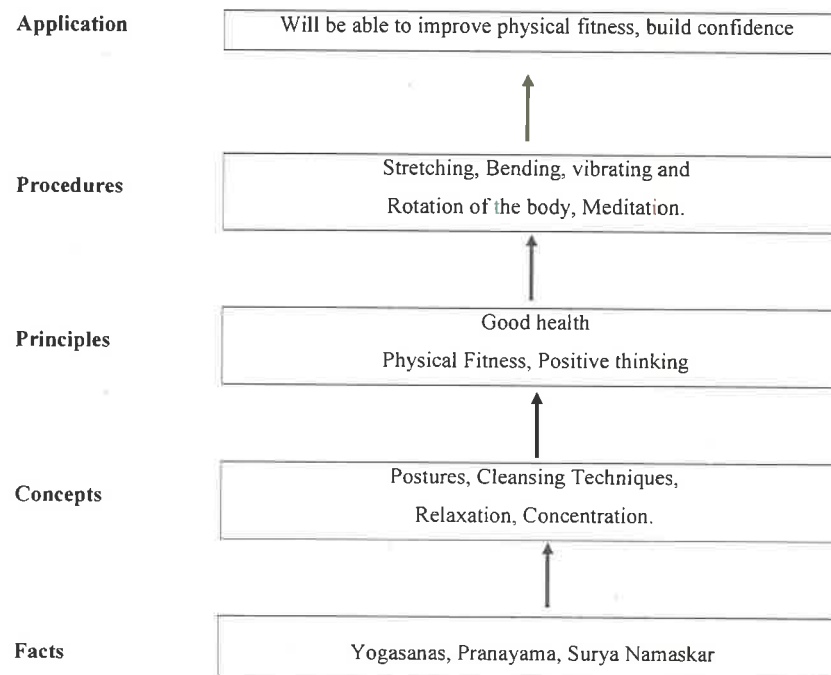 Application
Will be able to improve physical fitness, build confidence
Procedures
Stretching, Bending, vibrating and
Rotation of the body, Meditation.
Principles
Good health
Physical Fitness, Positive thinking
Concepts
Postures, Cleansing Techniques,
Relaxation, Concentration.
Facts
Yogasanas, Pranayama, Surya Namaskar